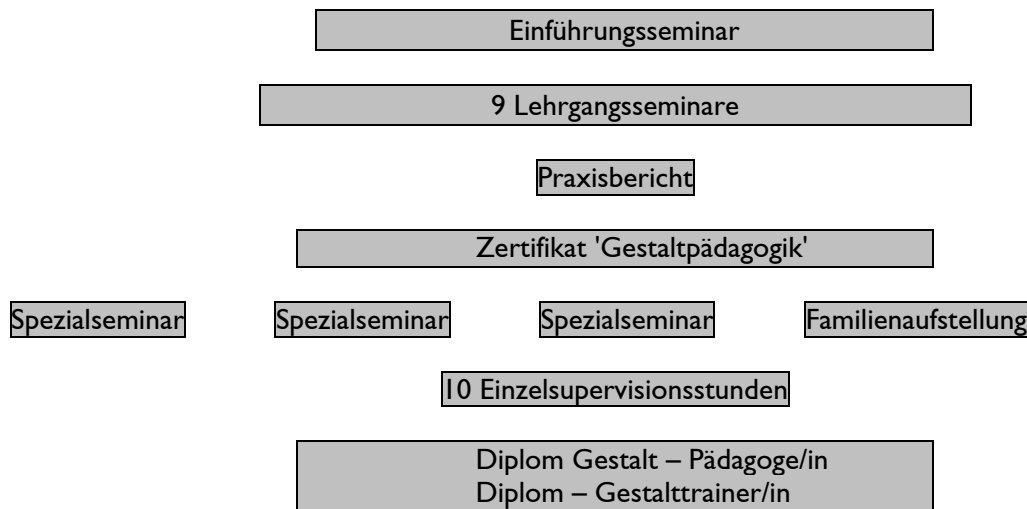 Einführungsseminar
9 Lehrgangsseminare
Praxisbericht
Zertifikat 'Gestaltpädagogik'
Spezialseminar Spezialseminar Spezialseminar Familienaufstellung
10 Einzelsupervisionsstunden
Diplom Gestalt – Pädagoge/in
Diplom – Gestalttrainer/in